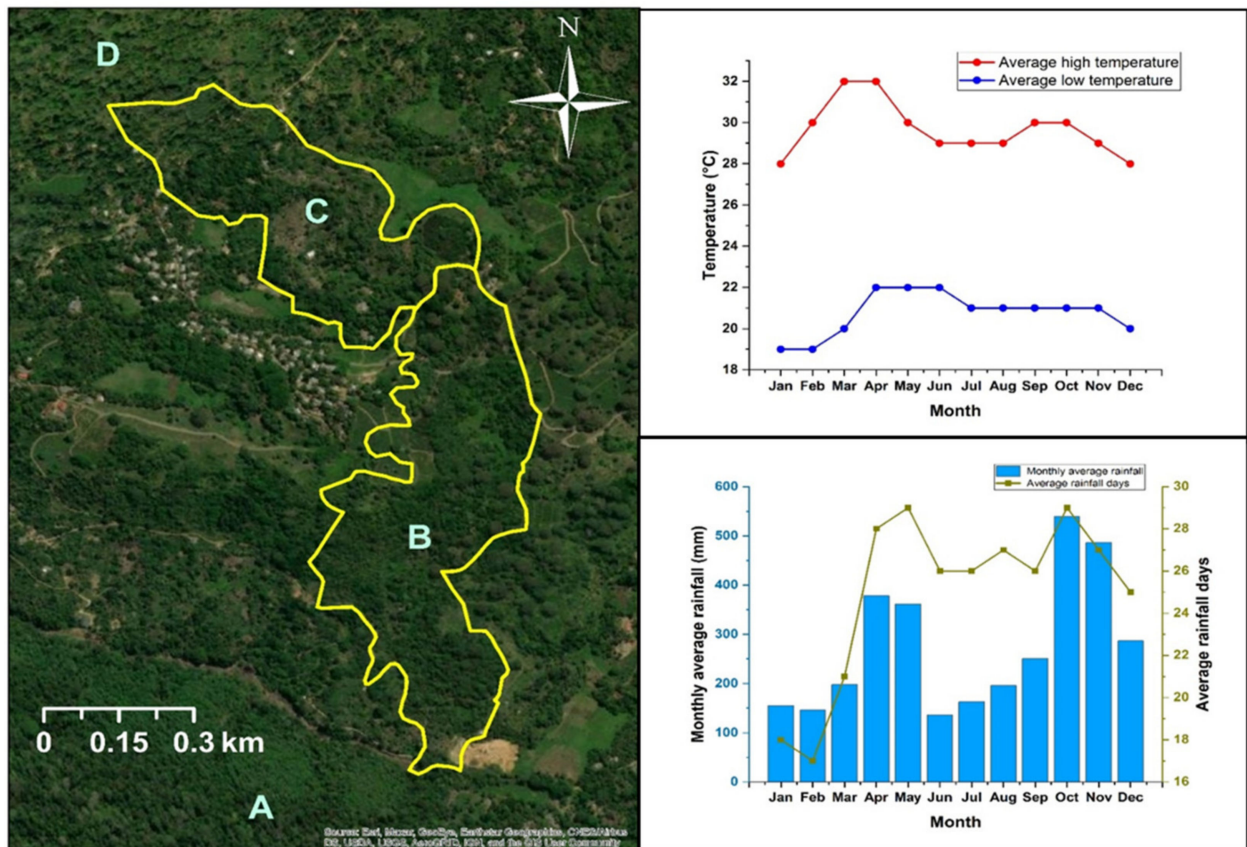 D
N
C
B
A
0 0.15 0.3 km
Source: Esri, Maxar, GeoEye, Earthstar Geographics, CNES/Airbus
DS, USDA, USGS, AeroGRID, IGN, and the GIS User Community
Average high temperature
Average low temperature
Temperature (°C)
32
30
28
26
24
22
20
18
Jan Feb Mar Apr May Jun Jul Aug Sep Oct Nov Dec
Month
Monthly average rainfall
Average rainfall days
Monthly average rainfall (mm)
600
500
400
300
200
100
0
30
28
26
24
22
20
18
16
Average rainfall days
Jan Feb Mar Apr May Jun Jul Aug Sep Oct Nov Dec
Month